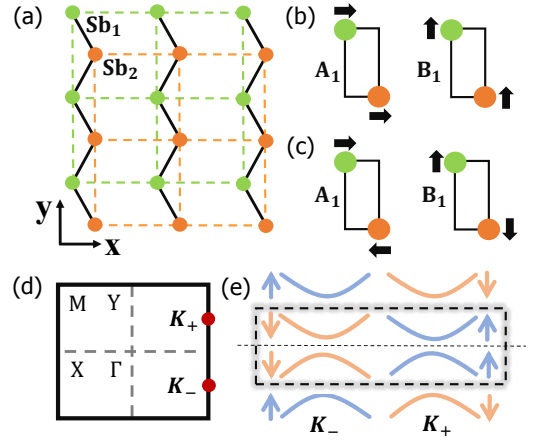 (a)
Sb₁
Sb₂
y
x
(b)
A₁
B₁
(c)
A₁
B₁
(d)
M Y
K₊
X Γ
K₋
(e)
K₋ K₊